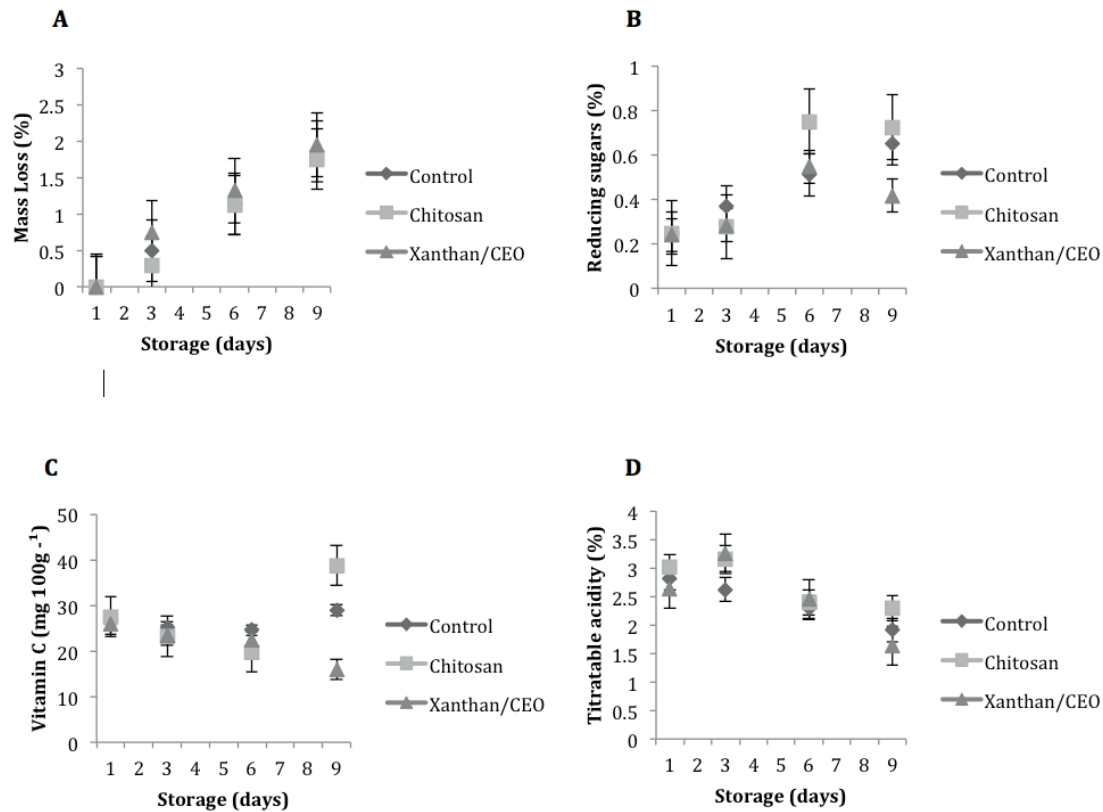 A
Mass Loss (%)
3
2.5
2
1.5
1
0.5
0
1 2 3 4 5 6 7 8 9
Storage (days)
Control
Chitosan
Xanthan/CEO
B
Reducing sugars (%)
1
0.8
0.6
0.4
0.2
0
1 2 3 4 5 6 7 8 9
Storage (days)
Control
Chitosan
Xanthan/CEO
C
Vitamin C (mg 100g -1)
50
40
30
20
10
0
1 2 3 4 5 6 7 8 9
Storage (days)
Control
Chitosan
Xanthan/CEO
D
Titratable acidity (%)
4
3.5
3
2.5
2
1.5
1
0.5
0
1 2 3 4 5 6 7 8 9
Storage (days)
Control
Chitosan
Xanthan/CEO